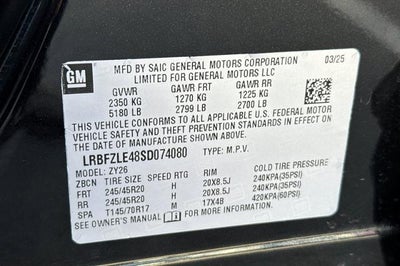 MFD BY SAIC GENERAL MOTORS CORPORATION 03/25
LIMITED FOR GENERAL MOTORS LLC
GM
GVWR GAWR FRT GAWR RR
2350 KG 1270 KG 1225 KG
5180 LB 2799 LB 2700 LB
THIS VEHICLE CONFORMS TO ALL APPLICABLE U.S. FEDERAL MOTOR
VEHICLE SAFETY AND THEFT PREVENTION STANDARDS IN EFFECT ON
THE DATE OF MANUFACTURE SHOWN ABOVE.
LRBFZLE48SD074080 TYPE: M.P.V.
MODEL: ZY26
ZBCN TIRE SIZE SPEED RTG RIM COLD TIRE PRESSURE
FRT 245/45R20 H 20X8.5J 240KPA(35PSI)
RR 245/45R20 H 20X8.5J 240KPA(35PSI)
SPA T145/70R17 M 17X4B 420KPA(60PSI)
SEE OWNER'S MANUAL FOR MORE INFORMATION.